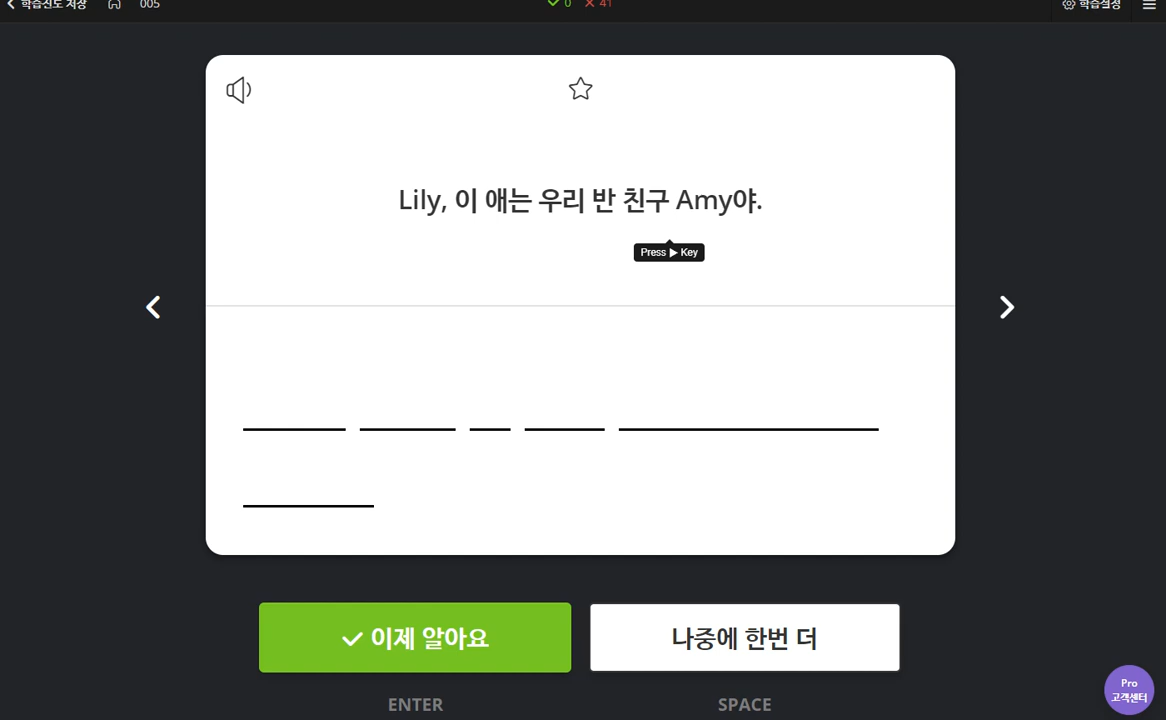 학습진도 저장 005 0 41 학습설정
Lily, 이 애는 우리 반 친구 Amy야.
Press ▶ Key
이제 알아요 나중에 한번 더
ENTER SPACE
Pro
고객센터